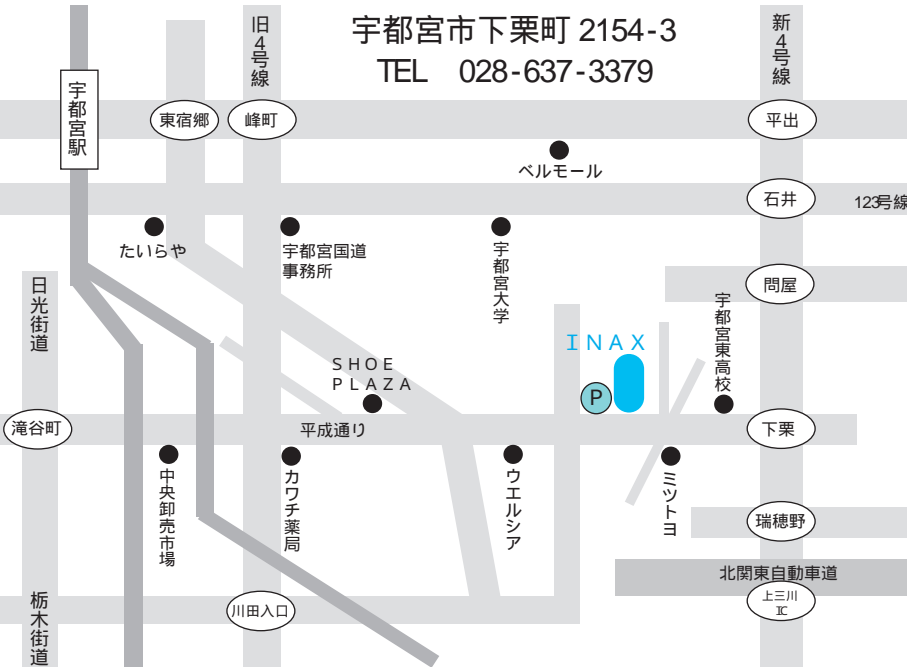 宇都宮市下栗町 2154-3
TEL 028-637-3379
旧4号線
新4号線
宇都宮駅
東宿郷
峰町
平出
ベルモール
石井
123号線
たいらや
宇都宮国道
事務所
宇都宮大学
日光街道
問屋
宇都宮東高校
INAX
SHOE
PLAZA
P
滝谷町
平成通り
下栗
中央卸売市場
カワチ薬局
ウエルシア
ミツトヨ
瑞穂野
北関東自動車道
栃木街道
川田入口
上三川
IC